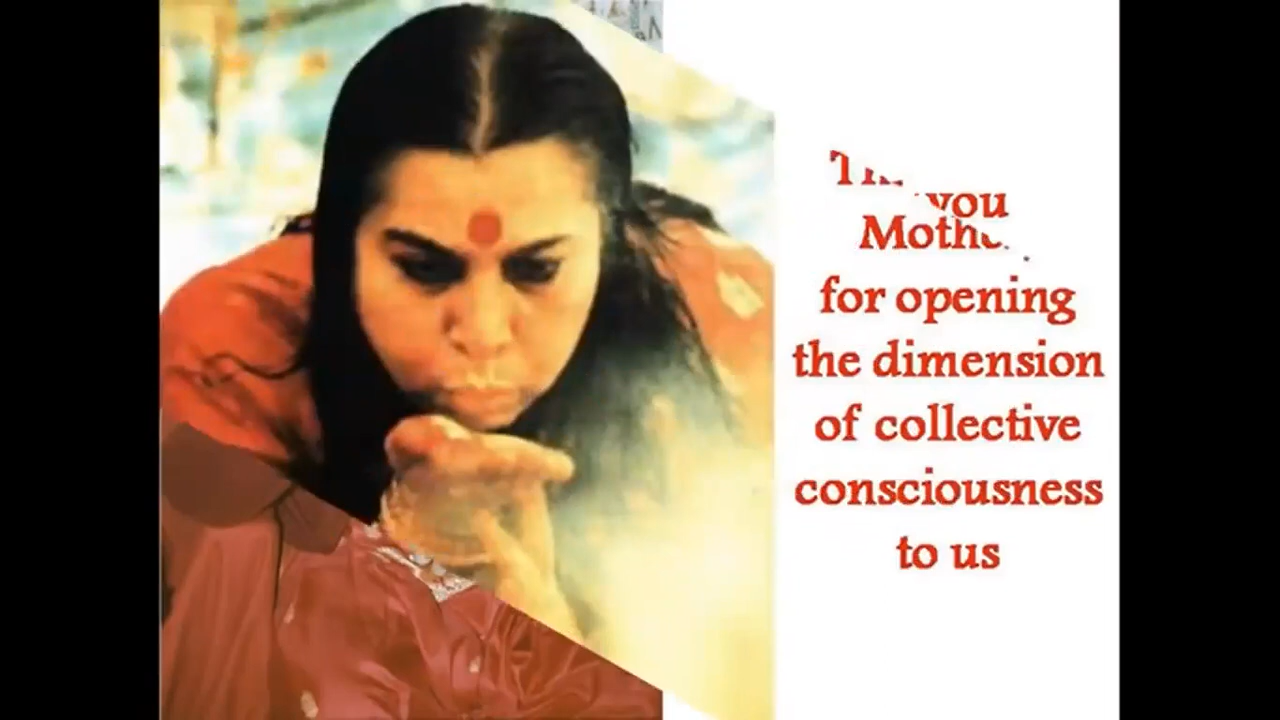 you
for opening
the dimension
of collective
consciousness
to us